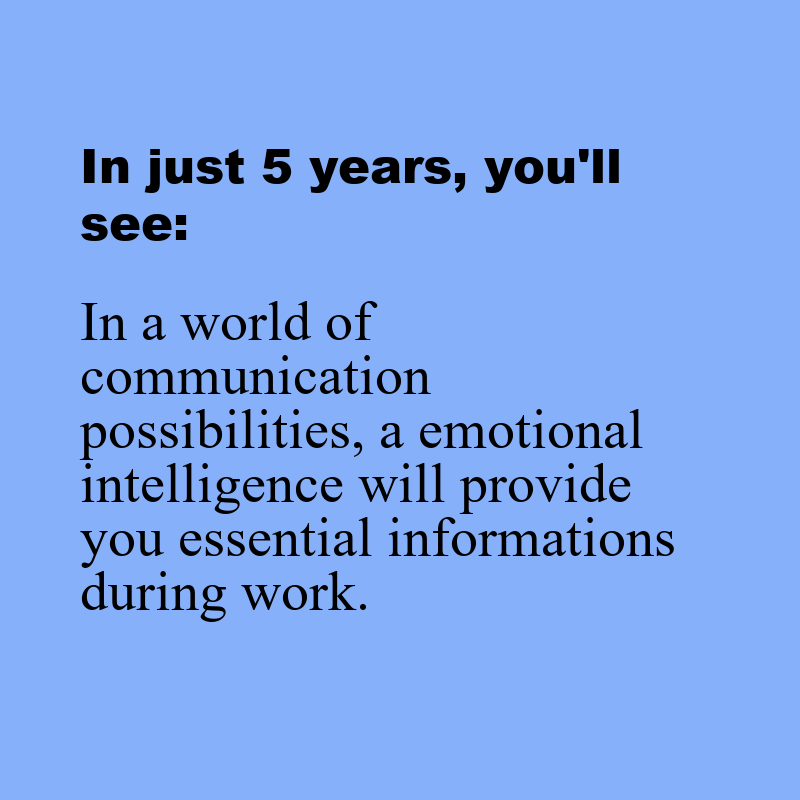 In just 5 years, you'll
see:
In a world of
communication
possibilities, a emotional
intelligence will provide
you essential informations
during work.